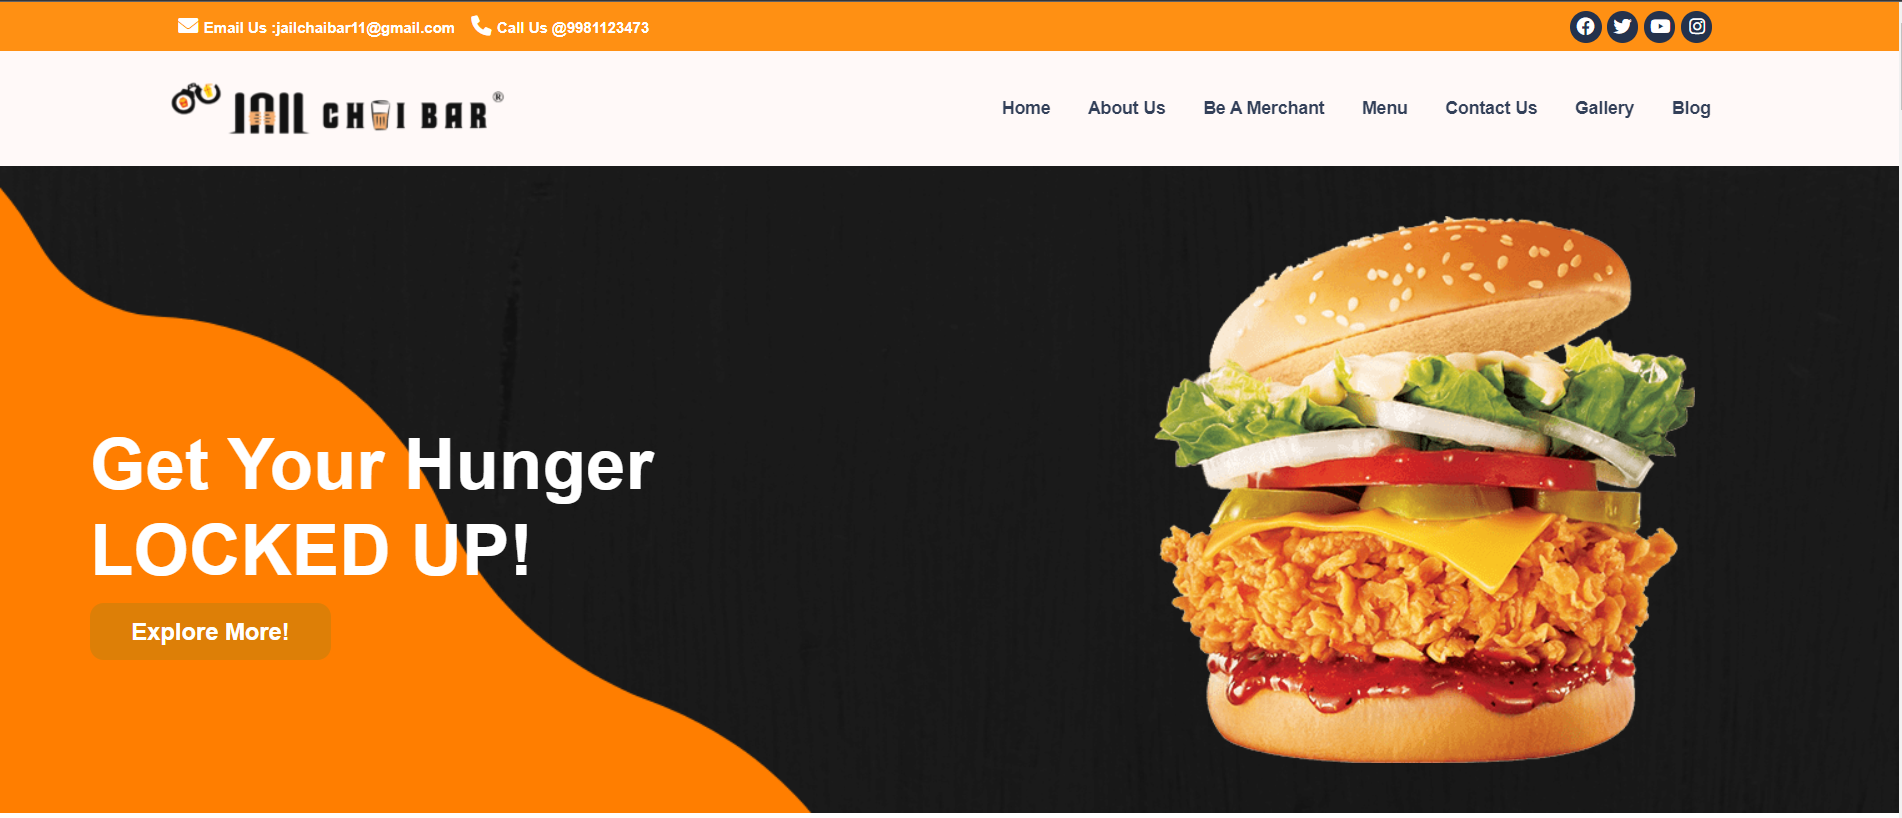 Email Us :jailchaibar11@gmail.com Call Us @9981123473
JAIL CHAI BAR ®
Home About Us Be A Merchant Menu Contact Us Gallery Blog
Get Your Hunger
LOCKED UP!
Explore More!